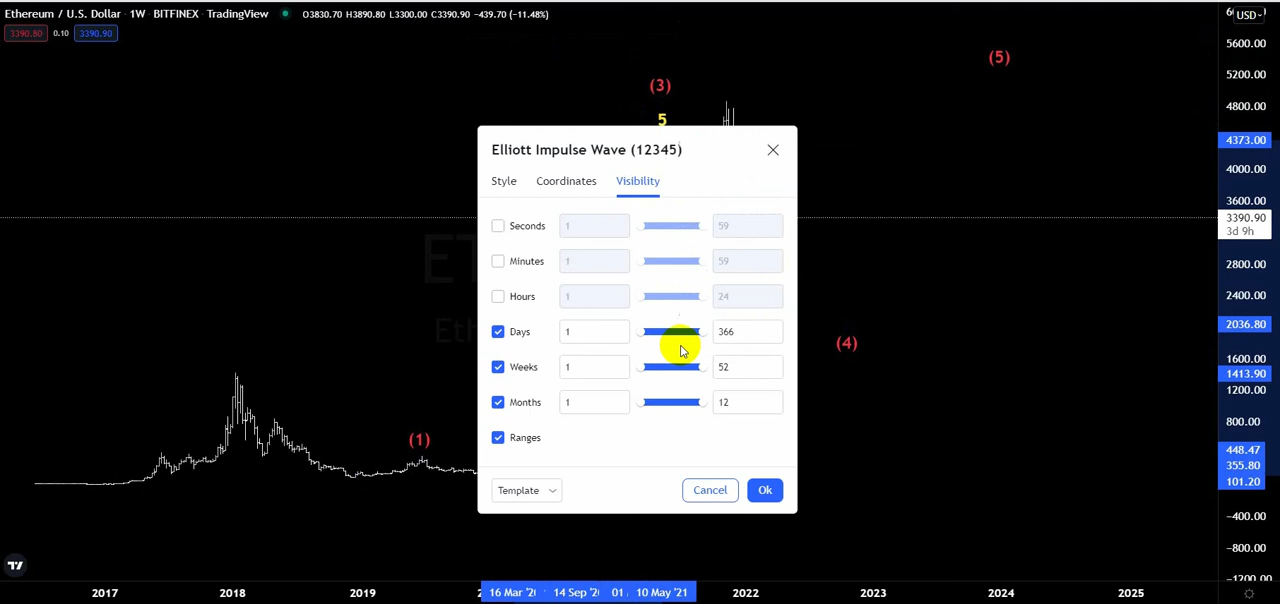 Ethereum / U.S. Dollar · 1W · BITFINEX · TradingView O3830.70 H3890.80 L3300.00 C3390.90 −439.70 (−11.48%)
3390.80 0.10 3390.90
USD
5600.00
(5)
5200.00
(3)
4800.00
5
4373.00
Elliott Impulse Wave (12345)
4000.00
Style Coordinates Visibility
3600.00
3390.90
3d 9h
Seconds 1 59
Minutes 1 59
2800.00
Hours 1 24
2400.00
2036.80
Days 1 366
(4)
1600.00
Weeks 1 52
1413.90
1200.00
Months 1 12
800.00
(1)
Ranges
448.47
355.80
101.20
Template Cancel Ok
−400.00
−800.00
−1200.00
2017 2018 2019 16 Mar '2 14 Sep '2 01 10 May '21 2022 2023 2024 2025